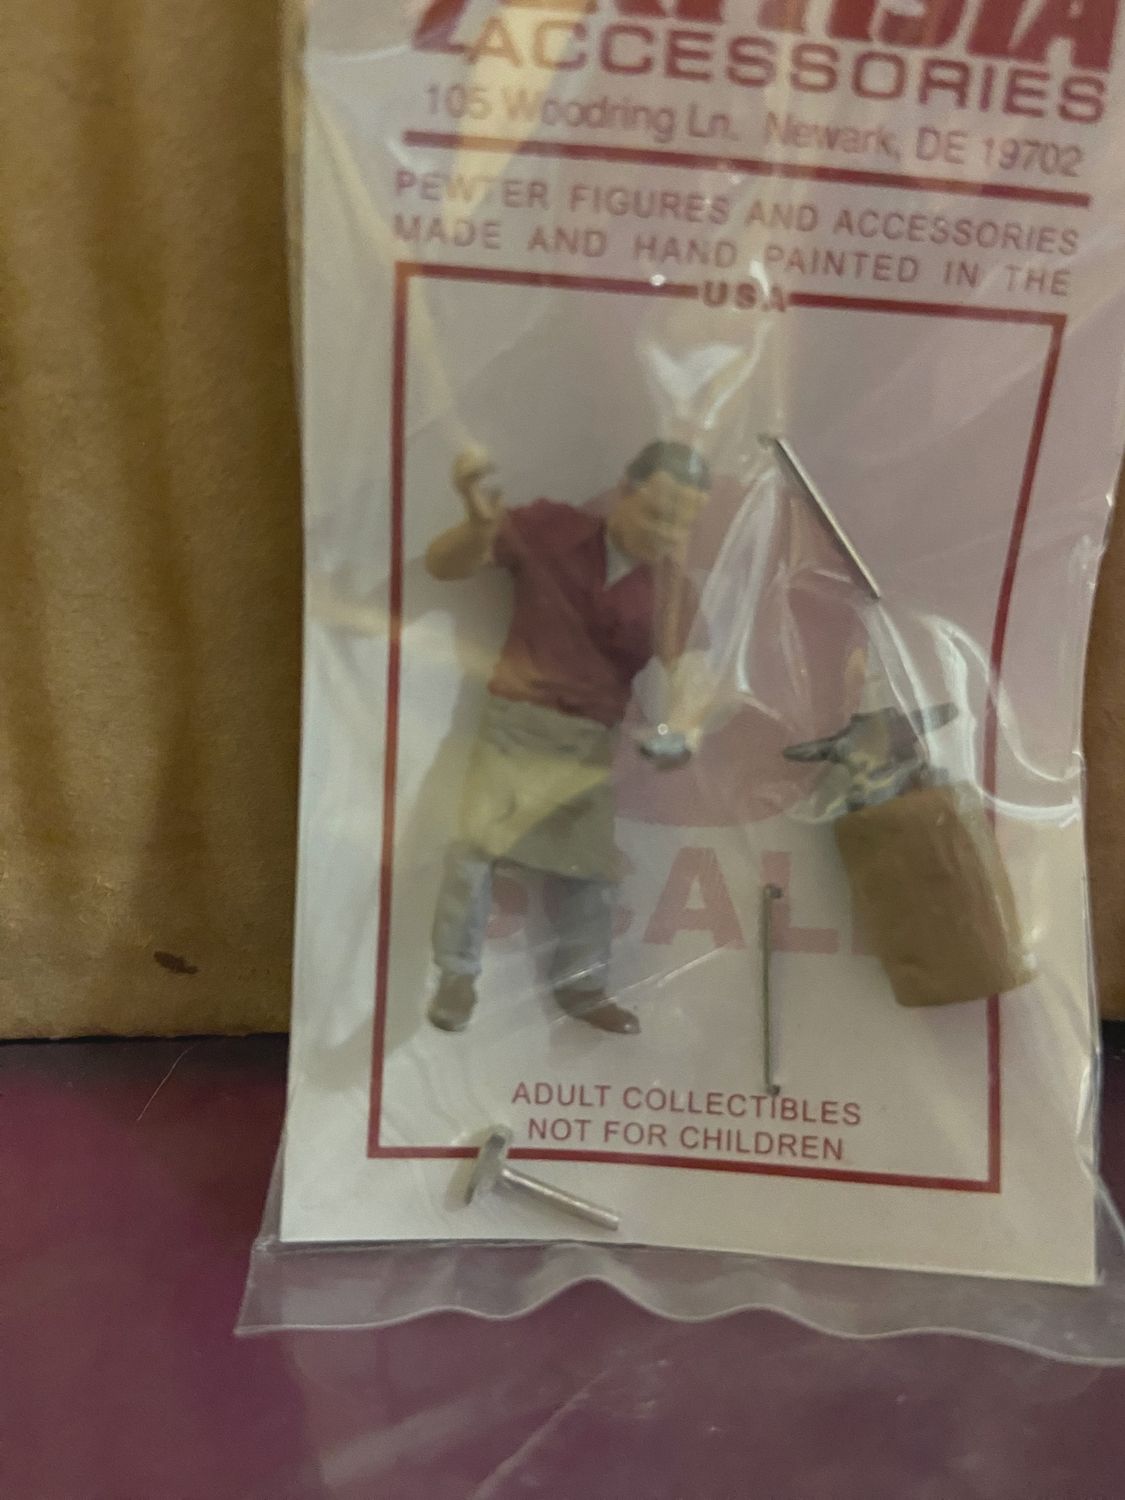 ACCESSORIES
105 Woodring Ln. Newark, DE 19702
PEWTER FIGURES AND ACCESSORIES
MADE AND HAND PAINTED IN THE
USA
ADULT COLLECTIBLES
NOT FOR CHILDREN